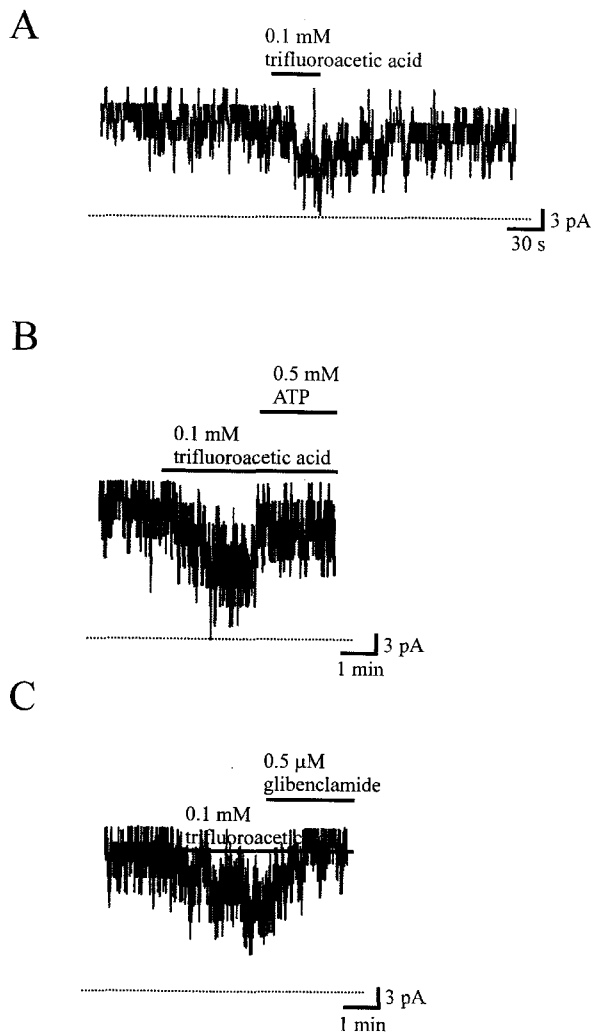 A
0.1 mM
trifluoroacetic acid
3 pA
30 s
B
0.5 mM
ATP
0.1 mM
trifluoroacetic acid
3 pA
1 min
C
0.5 µM
glibenclamide
0.1 mM
trifluoroacetic
3 pA
1 min